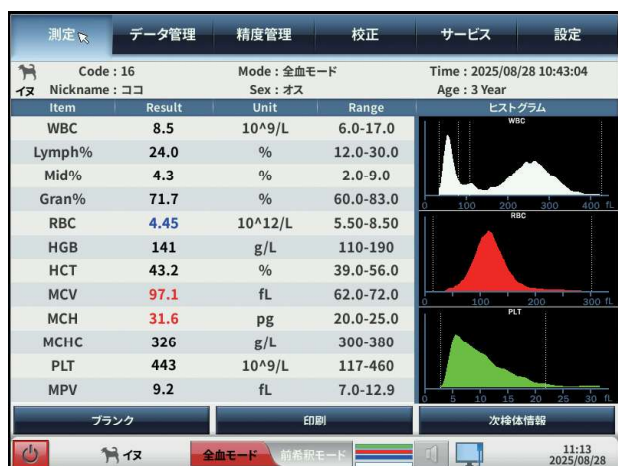 測定 データ管理 精度管理 校正 サービス 設定
Code : 16 Mode : 全血モード Time : 2025/08/28 10:43:04
イヌ Nickname : ココ Sex : オス Age : 3 Year
Item Result Unit Range ヒストグラム
WBC 8.5 10^9/L 6.0-17.0
Lymph% 24.0 % 12.0-30.0
Mid% 4.3 % 2.0-9.0
Gran% 71.7 % 60.0-83.0
RBC 4.45 10^12/L 5.50-8.50
HGB 141 g/L 110-190
HCT 43.2 % 39.0-56.0
MCV 97.1 fL 62.0-72.0
MCH 31.6 pg 20.0-25.0
MCHC 326 g/L 300-380
PLT 443 10^9/L 117-460
MPV 9.2 fL 7.0-12.9
WBC
0 100 200 300 400 fL
RBC
0 100 200 300 fL
PLT
0 5 10 15 20 25 30 fL
ブランク 印刷 次検体情報
イヌ 全血モード 前希釈モード 11:13
2025/08/28